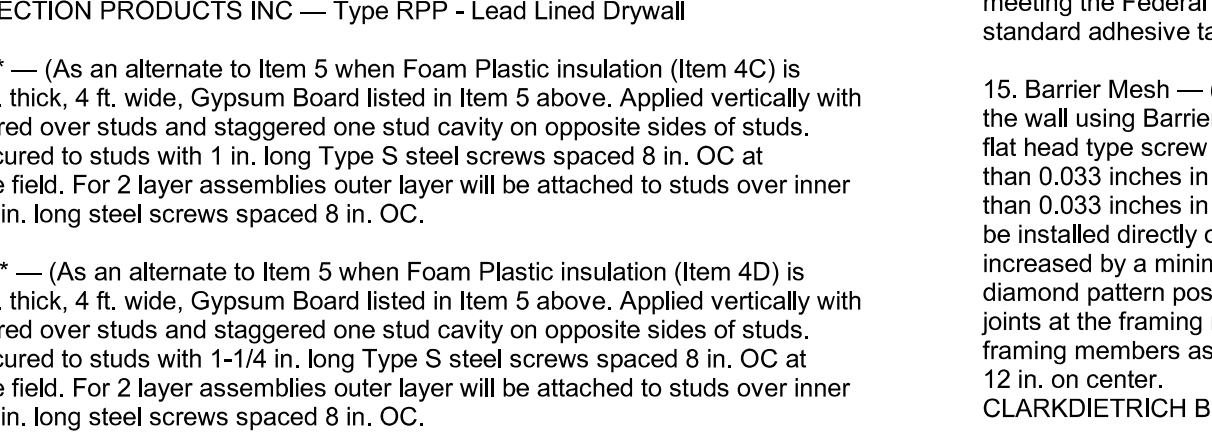 ECTION PRODUCTS INC — Type RPP - Lead Lined Drywall
* — (As an alternate to Item 5 when Foam Plastic insulation (Item 4C) is
. thick, 4 ft. wide, Gypsum Board listed in Item 5 above. Applied vertically with
red over studs and staggered one stud cavity on opposite sides of studs.
cured to studs with 1 in. long Type S steel screws spaced 8 in. OC at
e field. For 2 layer assemblies outer layer will be attached to studs over inner
in. long steel screws spaced 8 in. OC.
* — (As an alternate to Item 5 when Foam Plastic insulation (Item 4D) is
. thick, 4 ft. wide, Gypsum Board listed in Item 5 above. Applied vertically with
red over studs and staggered one stud cavity on opposite sides of studs.
cured to studs with 1-1/4 in. long Type S steel screws spaced 8 in. OC at
e field. For 2 layer assemblies outer layer will be attached to studs over inner
in. long steel screws spaced 8 in. OC.
meeting the Federal
standard adhesive ta
15. Barrier Mesh — (
the wall using Barrier
flat head type screw
than 0.033 inches in
than 0.033 inches in
be installed directly o
increased by a minim
diamond pattern pos
joints at the framing
framing members as
12 in. on center.
CLARKDIETRICH B